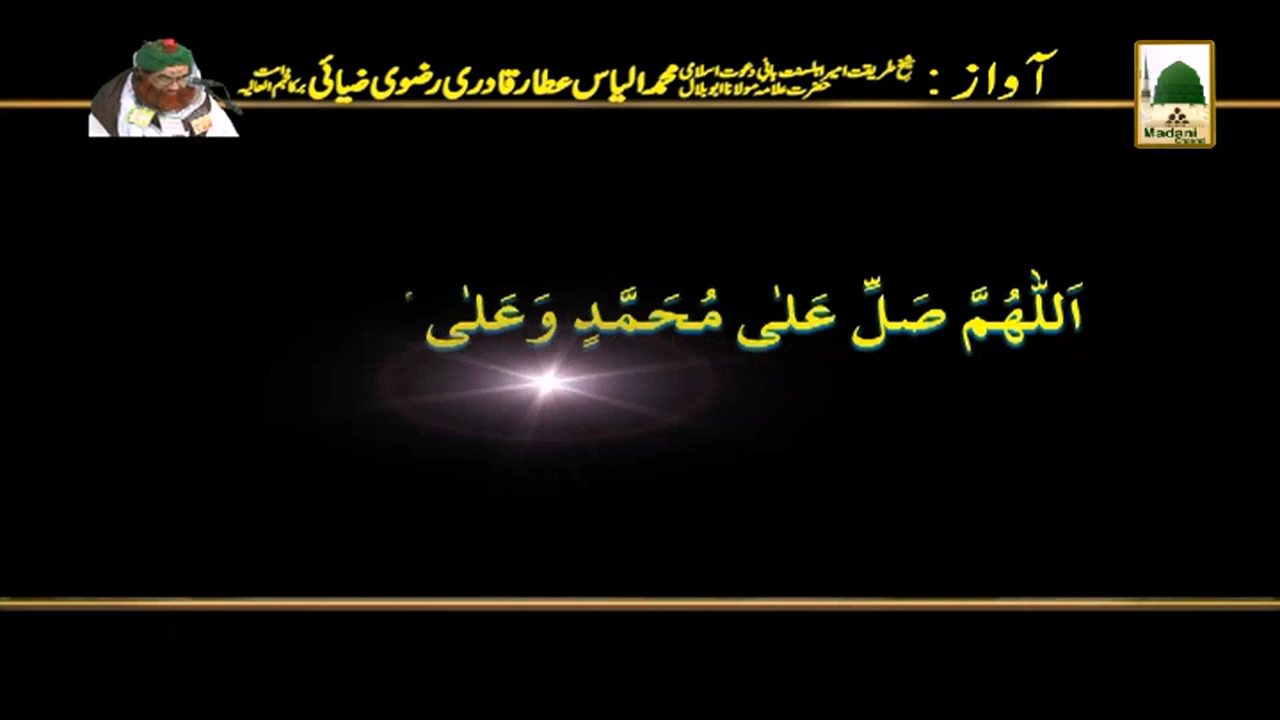 آواز : شیخ طریقت امیر اہلسنت بانیٔ دعوت اسلامی
حضرت علامہ مولانا ابو بلال
محمد الیاس عطار قادری رضوی ضیائی دامت
برکاتہم العالیہ
Madani
Channel
اَللّٰهُمَّ صَلِّ عَلٰى مُحَمَّدٍ وَعَلٰى